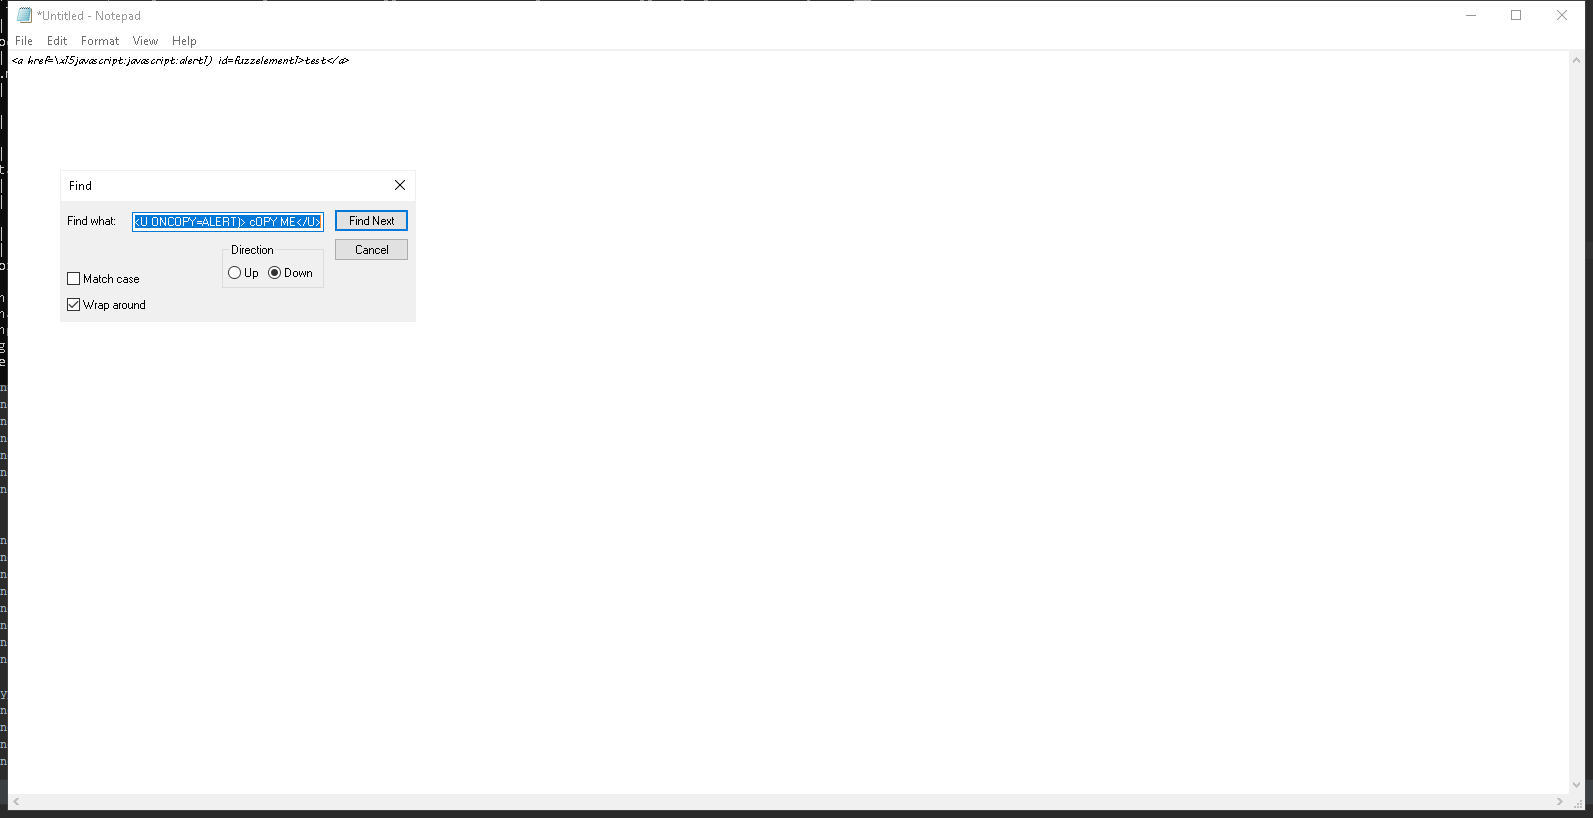 *Untitled - Notepad
File Edit Format View Help
<a href=\x15javascript:javascript:alert1) id=fuzzelement1>test</a>
Find
Find what: <U ONCOPY=ALERT)> cOPY ME</U> Find Next
Direction Cancel
Up Down
Match case
Wrap around